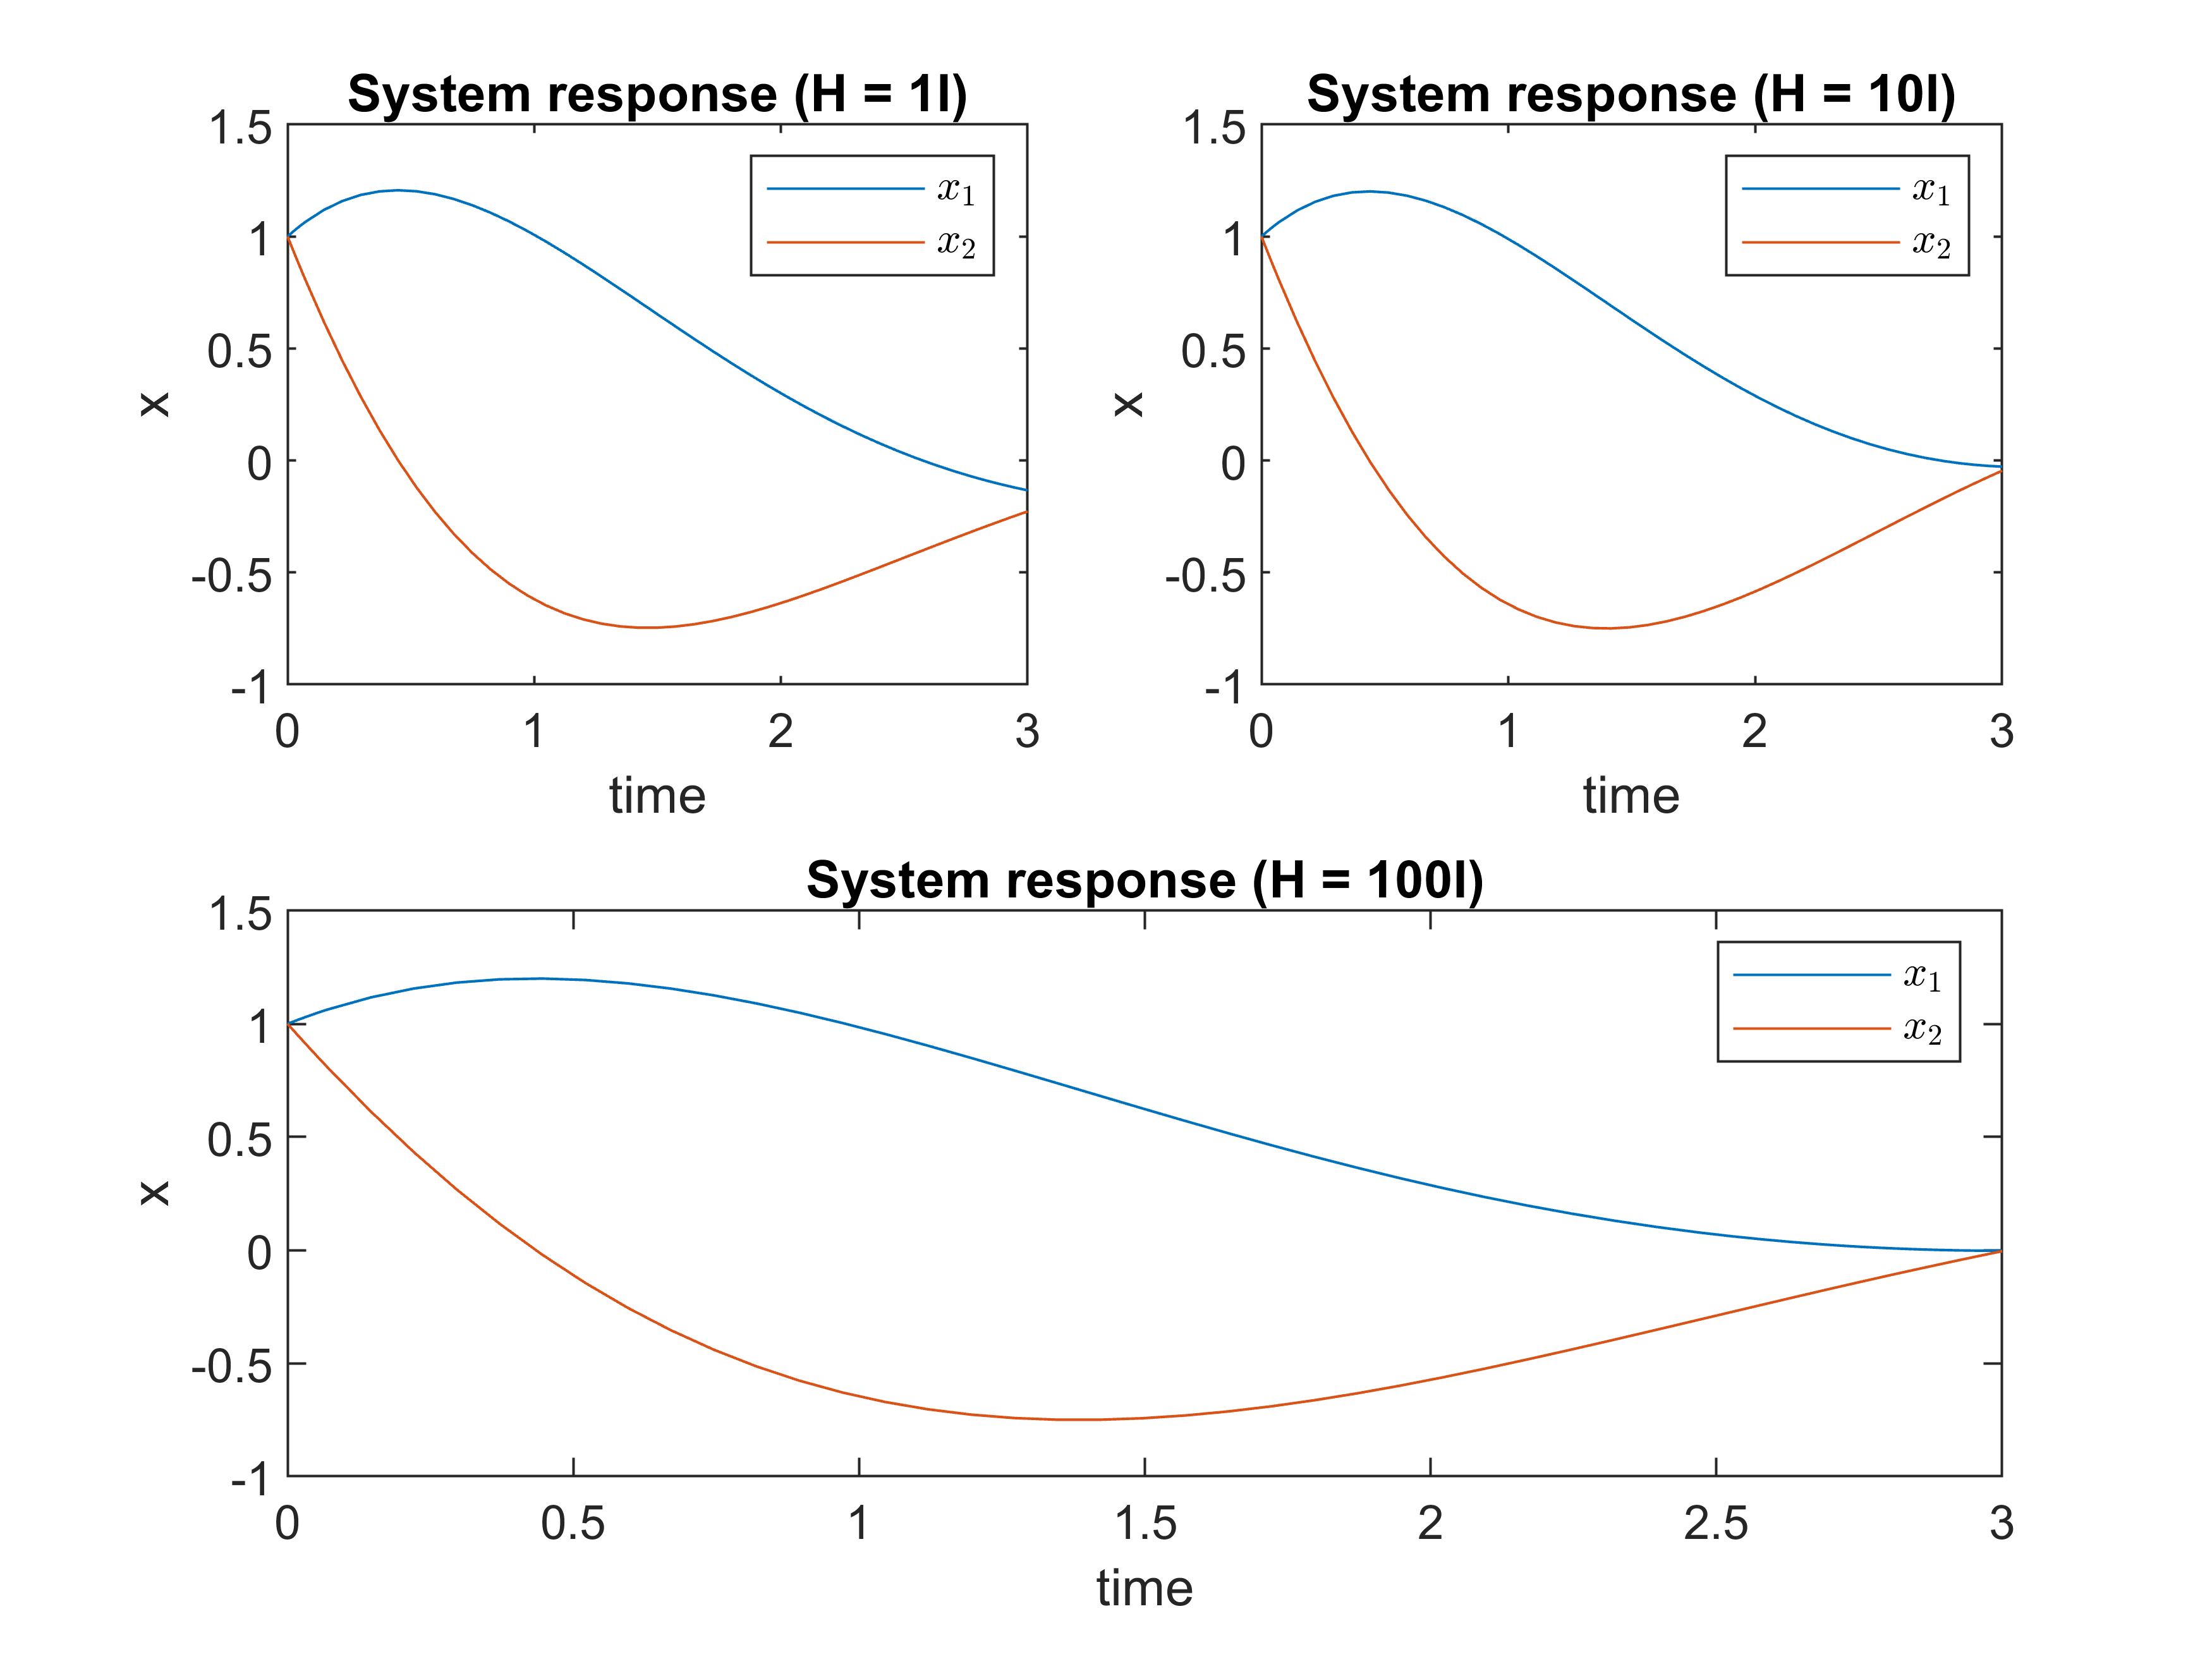 System response (H = 1I)
1.5
1
0.5
0
-0.5
-1
x
0 1 2 3
time
x1
x2
System response (H = 10I)
1.5
1
0.5
0
-0.5
-1
x
0 1 2 3
time
x1
x2
System response (H = 100I)
1.5
1
0.5
0
-0.5
-1
x
0 0.5 1 1.5 2 2.5 3
time
x1
x2